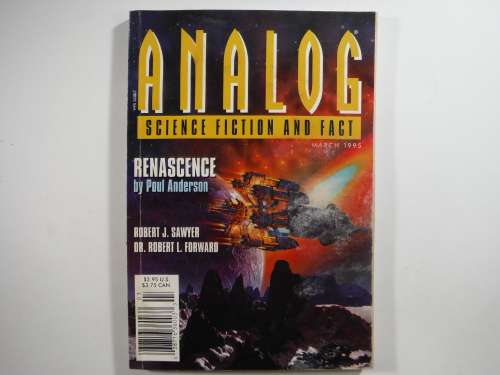 ANALOG
SCIENCE FICTION AND FACT
MARCH 1995
RENASCENCE
by Poul Anderson
ROBERT J. SAWYER
DR. ROBERT L. FORWARD
$2.95 U.S.
$3.75 CAN